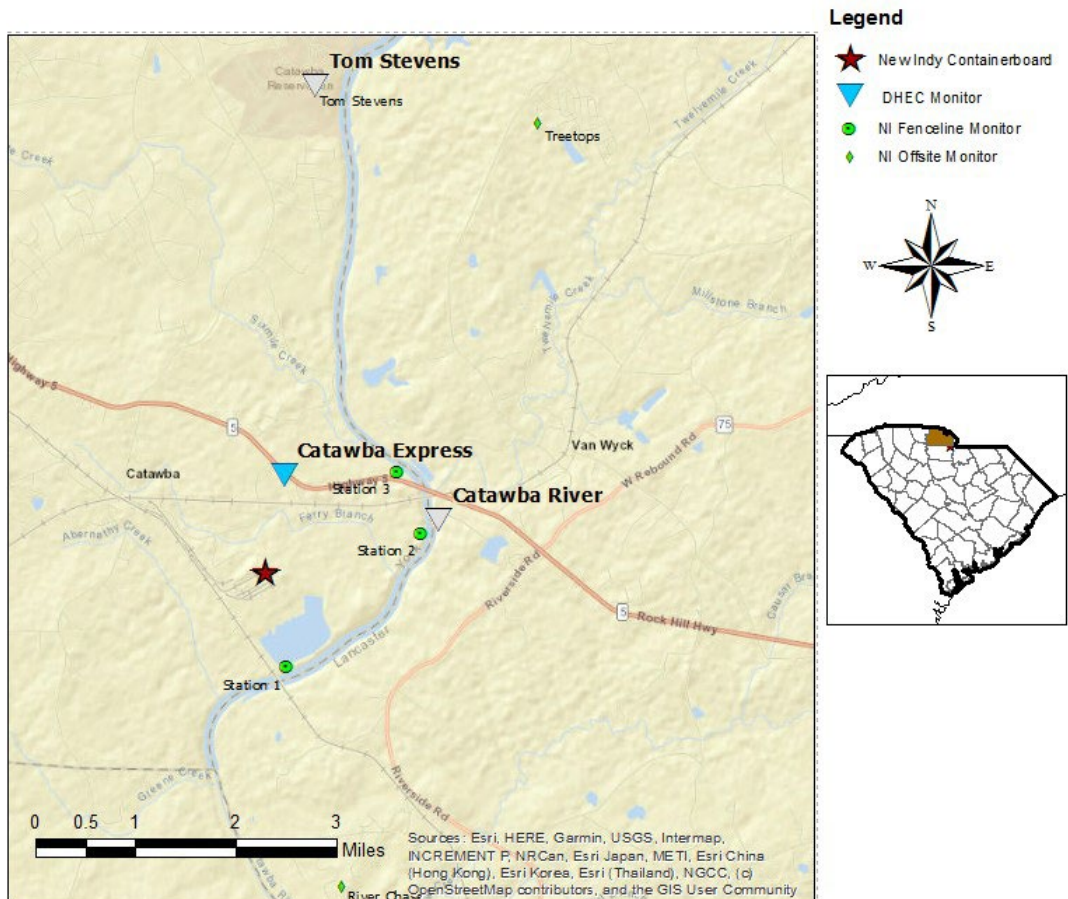 Legend
New Indy Containerboard
DHEC Monitor
NI Fenceline Monitor
NI Offsite Monitor
N
W
E
S
Tom Stevens
Catawba
Tom Stevens
Treetops
Twelvemile Creek
Sixmile Creek
Twelvemile Creek
Millstone Branch
Highway 5
5
75
Catawba Express
Van Wyck
W Rebound Rd
Catawba
Highway 5
Station 3
Catawba River
Ferry Branch
Abernathy Creek
Station 2
York
Riverside Rd
5
Rock Hill Hwy
Lancaster
Station 1
Greene Creek
Riverside Rd
0 0.5 1 2 3
Miles
Sources: Esri, HERE, Garmin, USGS, Intermap,
INCREMENT P, NRCan, Esri Japan, METI, Esri China
(Hong Kong), Esri Korea, Esri (Thailand), NGCC, (c)
OpenStreetMap contributors, and the GIS User Community
River Chase